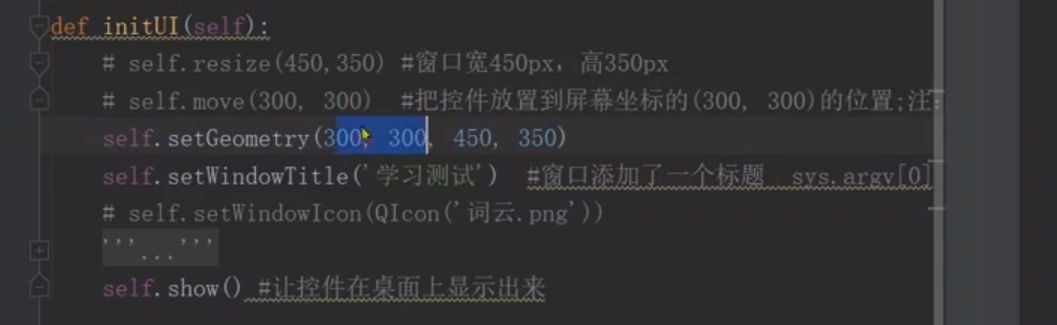 def initUI(self):
# self.resize(450,350) #窗口宽450px，高350px
# self.move(300, 300)  #把控件放置到屏幕坐标的(300, 300)的位置;注：
self.setGeometry(300, 300, 450, 350)
self.setWindowTitle('学习测试')  #窗口添加了一个标题  sys.argv[0]
# self.setWindowIcon(QIcon('词云.png'))
'''...'''
self.show() #让控件在桌面上显示出来